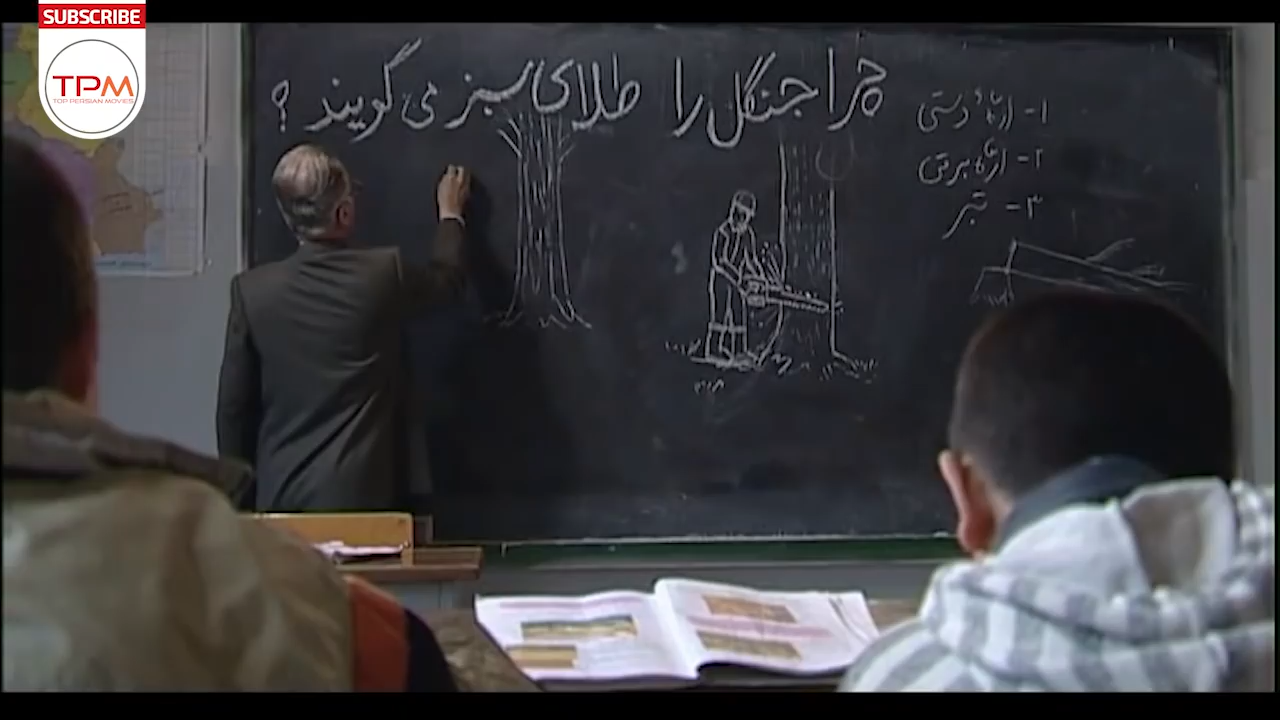 SUBSCRIBE
TPM
TOP PERSIAN MOVIES
چرا جنگل را طلای سبز می گویند ؟
۱- ارهٔ دستی
۲- ارهٔ برقی
۳- تبر